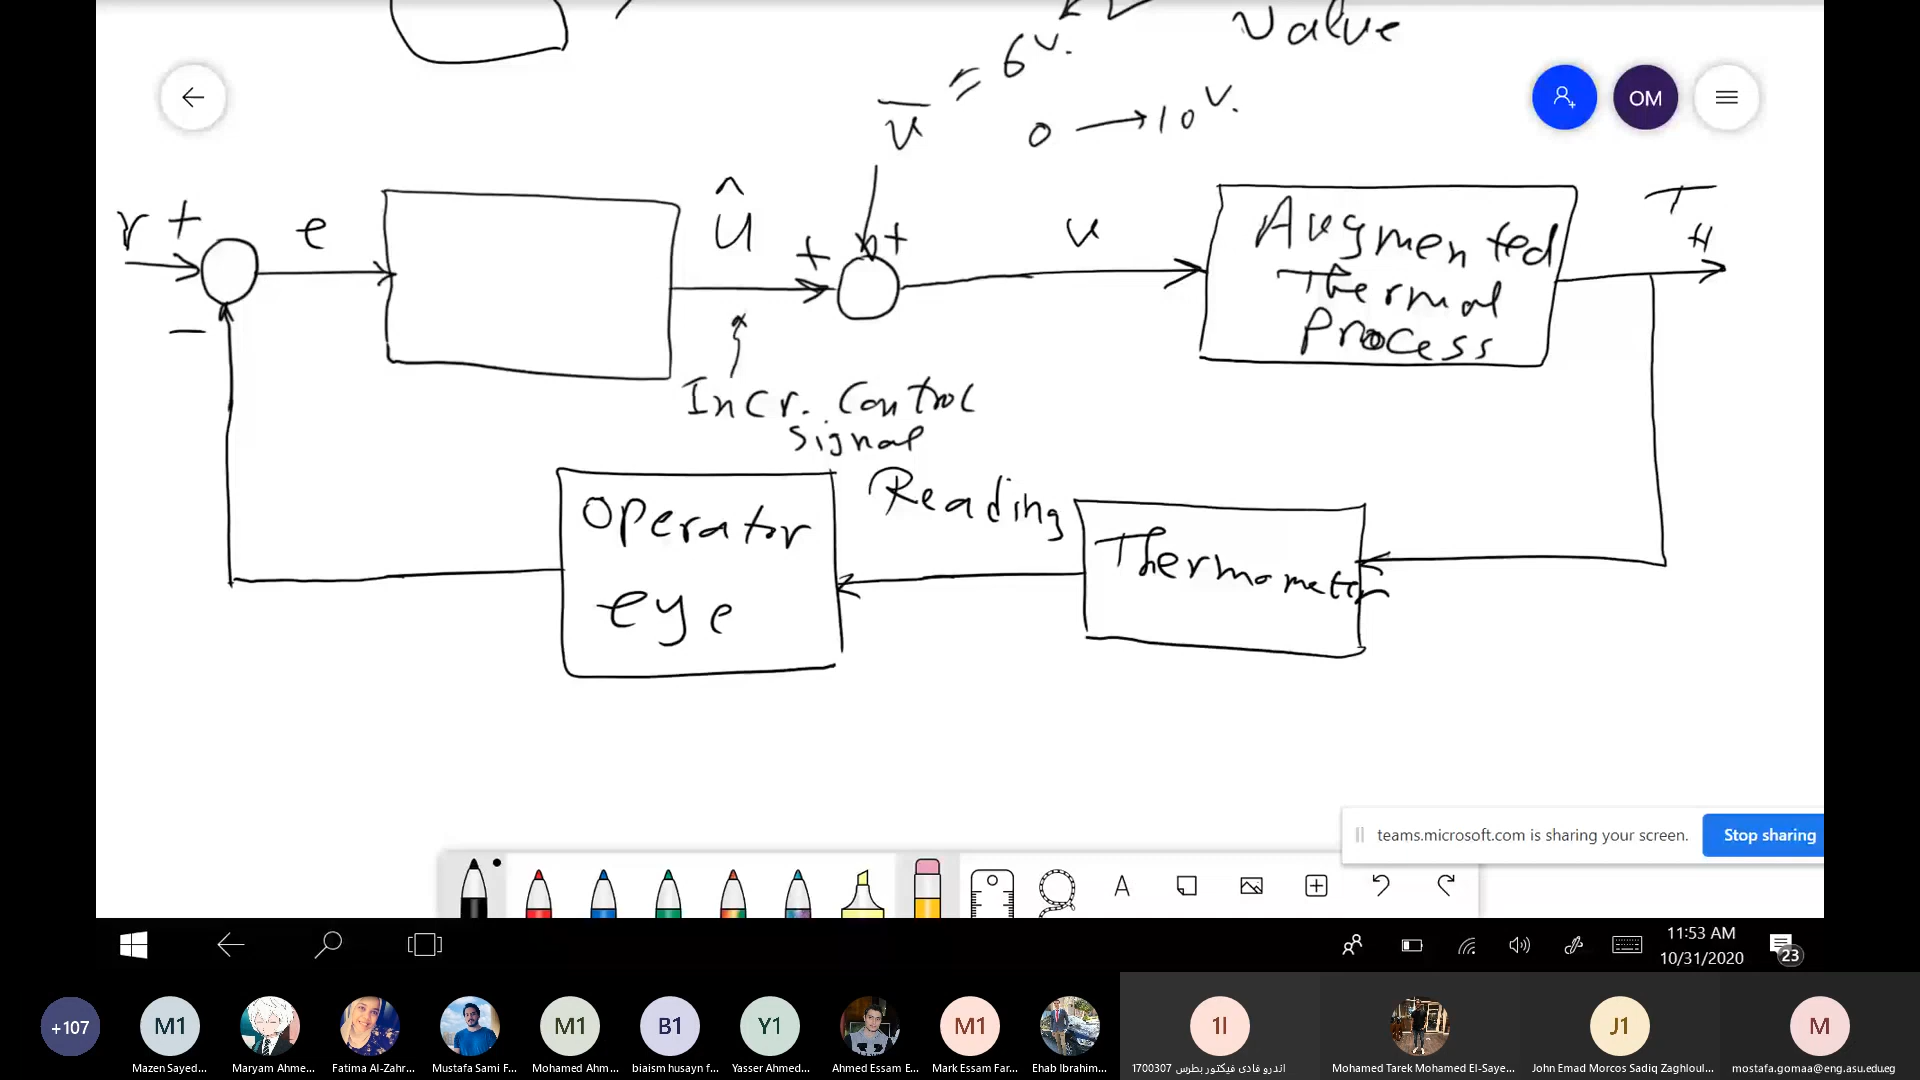 Value
u̅ = 6 v.
0 → 10 v.
OM
r +
e
û
+
+
u
Augmented
Thermal
Process
T
H
−
Incr. Control
Signal
Operator
eye
Reading
Thermometer
teams.microsoft.com is sharing your screen.
Stop sharing
11:53 AM
10/31/2020
23
+107
M1
M1
B1
Y1
M1
1l
J1
M
Mazen Sayed...
Maryam Ahme...
Fatima Al-Zahr...
Mustafa Sami F...
Mohamed Ahm...
biaism husayn f...
Yasser Ahmed...
Ahmed Essam E...
Mark Essam Far...
Ehab Ibrahim...
اندرو فادى فيكتور بطرس 1700307
Mohamed Tarek Mohamed El-Saye...
John Emad Morcos Sadiq Zaghloul...
mostafa.gomaa@eng.asu.edu.eg